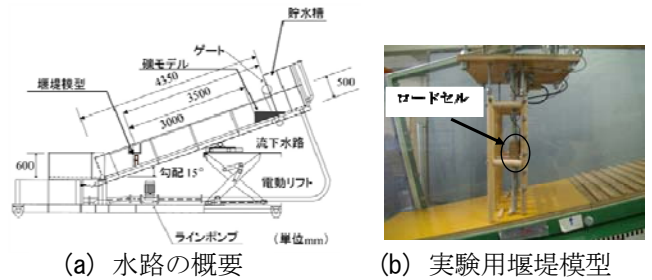 貯水槽
ゲート
礫モデル
堰堤模型
4350
3500
3000
500
600
流下水路
勾配15°
電動リフト
ラインポンプ
(単位mm)
(a) 水路の概要
ロードセル
(b) 実験用堰堤模型